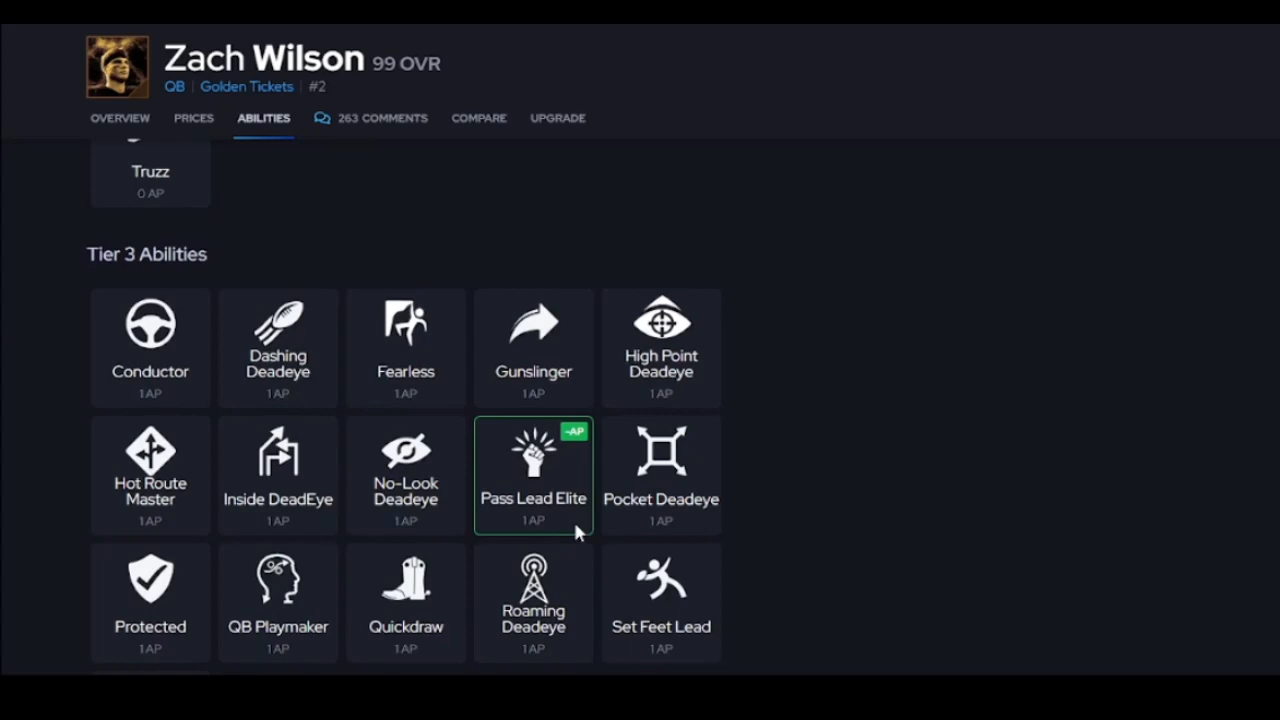 Zach Wilson 99 OVR
QB | Golden Tickets | #2
OVERVIEW PRICES ABILITIES 263 COMMENTS COMPARE UPGRADE
Truzz
0 AP
Tier 3 Abilities
Conductor
1 AP
Dashing
Deadeye
1 AP
Fearless
1 AP
Gunslinger
1 AP
High Point
Deadeye
1 AP
Hot Route
Master
1 AP
Inside DeadEye
1 AP
No-Look
Deadeye
1 AP
-AP
Pass Lead Elite
1 AP
Pocket Deadeye
1 AP
Protected
1 AP
QB Playmaker
1 AP
Quickdraw
1 AP
Roaming
Deadeye
1 AP
Set Feet Lead
1 AP